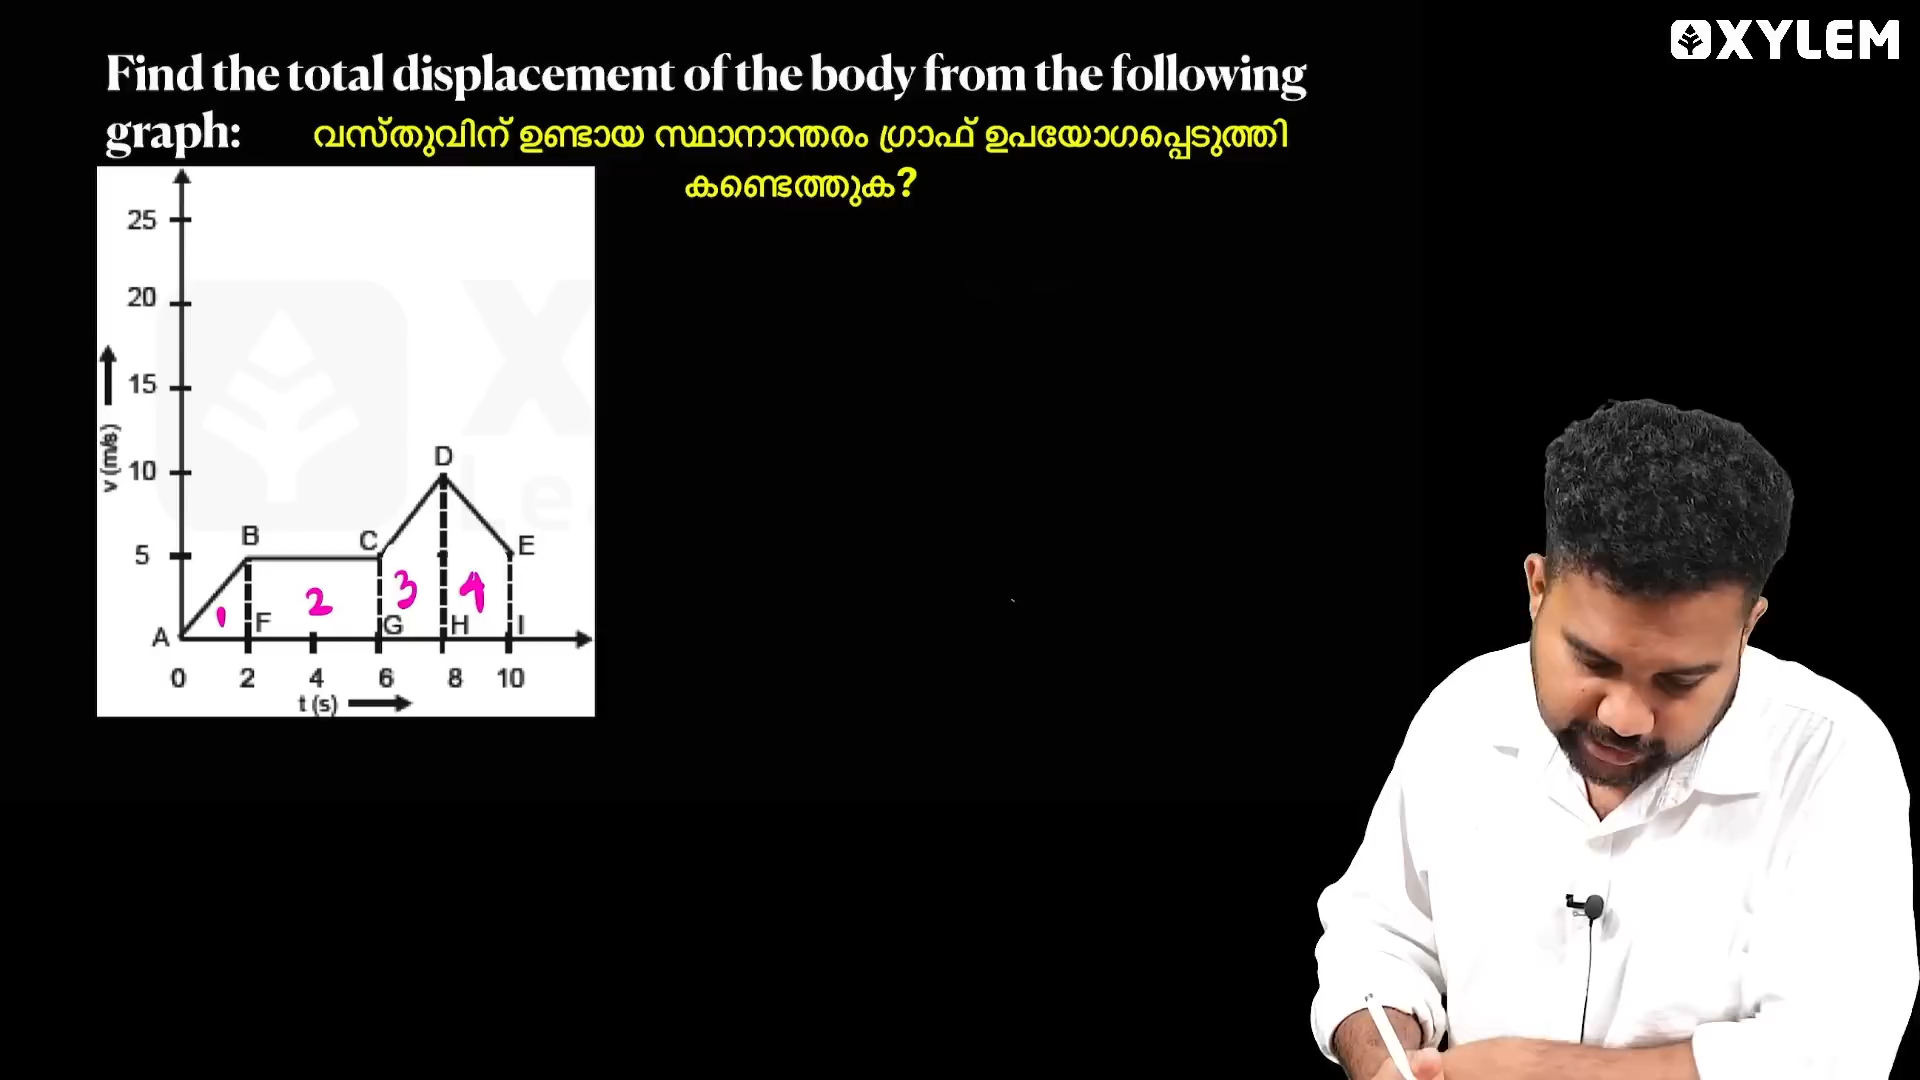 XYLEM
Find the total displacement of the body from the following
graph: വസ്തുവിന് ഉണ്ടായ സ്ഥാനാന്തരം ഗ്രാഫ് ഉപയോഗപ്പെടുത്തി
കണ്ടെത്തുക?
25
20
15
v (m/s)
10
D
5
B
C
E
1
2
3
4
A
F
G
H
I
0 2 4 6 8 10
t (s)